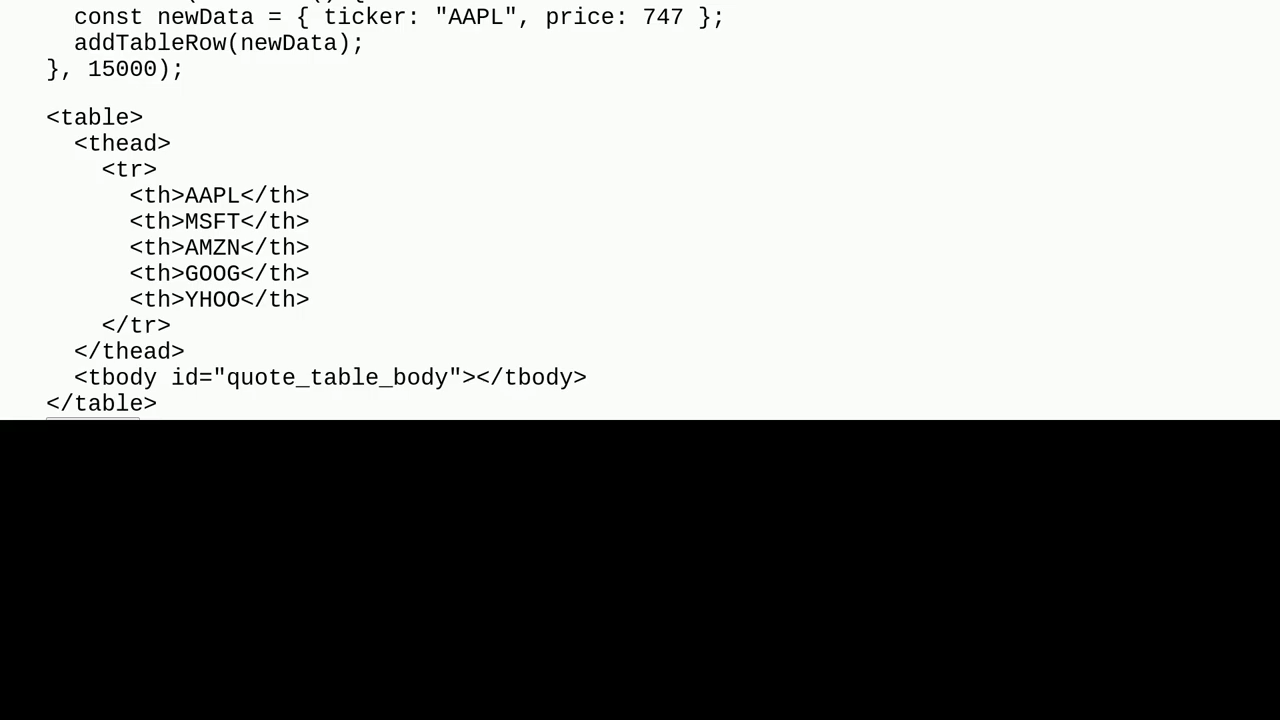 const newData = { ticker: "AAPL", price: 747 };
addTableRow(newData);
}, 15000);
<table>
<thead>
<tr>
<th>AAPL</th>
<th>MSFT</th>
<th>AMZN</th>
<th>GOOG</th>
<th>YHOO</th>
</tr>
</thead>
<tbody id="quote_table_body"></tbody>
</table>